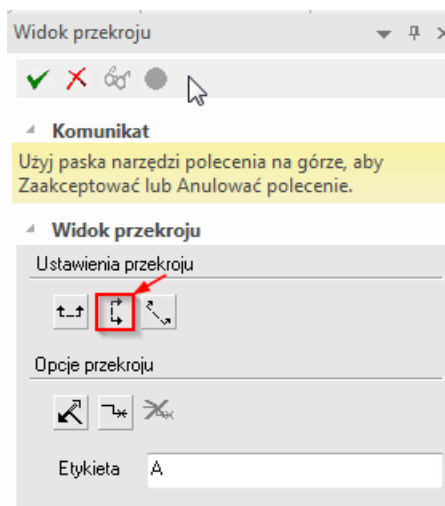 Widok przekroju
Komunikat
Użyj paska narzędzi polecenia na górze, aby
Zaakceptować lub Anulować polecenie.
Widok przekroju
Ustawienia przekroju
Opcje przekroju
Etykieta A